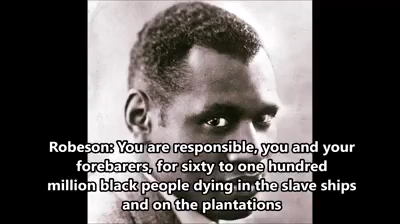 Robeson: You are responsible, you and your
forebarers, for sixty to one hundred
million black people dying in the slave ships
and on the plantations